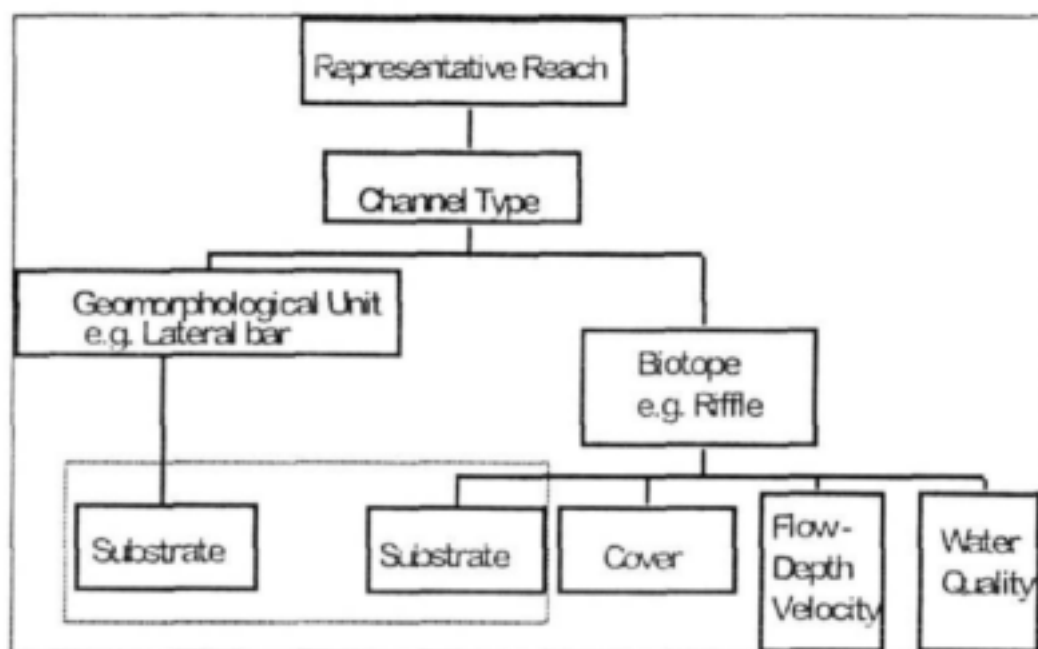 Representative Reach
Channel Type
Geomorphological Unit
e.g. Lateral bar
Biotope
e.g. Riffle
Substrate
Substrate
Cover
Flow-
Depth
Velocity
Water
Quality